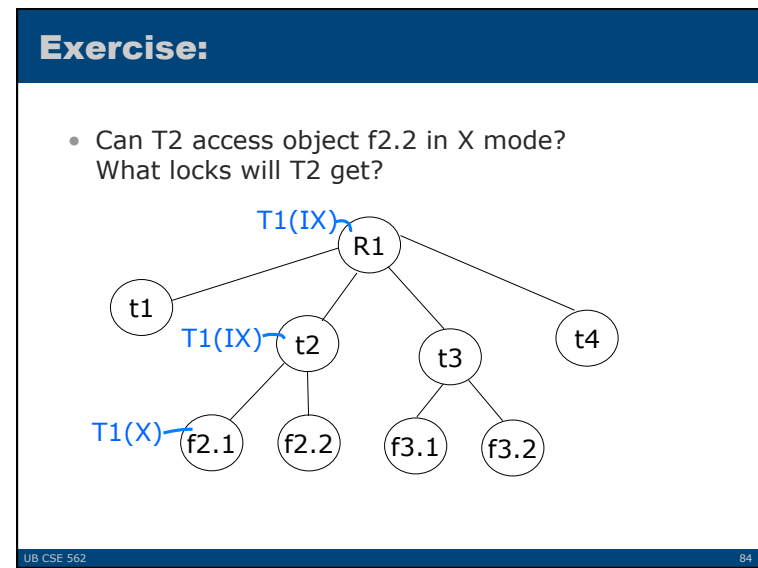 Exercise:
• Can T2 access object f2.2 in X mode?
What locks will T2 get?
T1(IX)
R1
t1
T1(IX)
t2
t3
t4
T1(X)
f2.1
f2.2
f3.1
f3.2
UB CSE 562
84